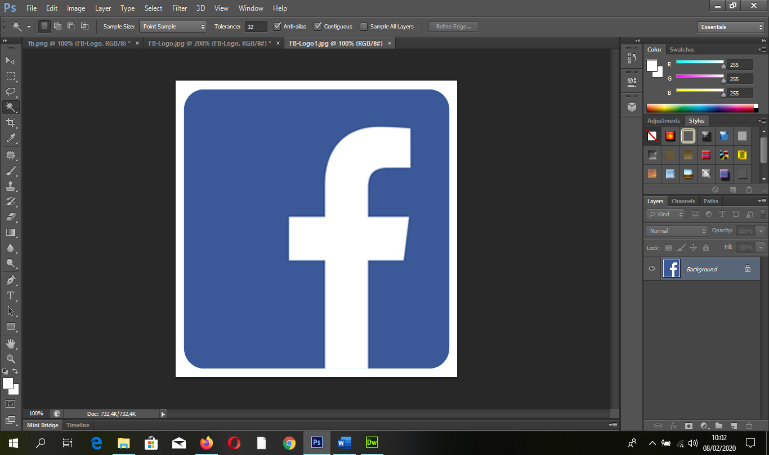 Ps File Edit Image Layer Type Select Filter 3D View Window Help
Sample Size: Point Sample Tolerance: 32 Anti-alias Contiguous Sample All Layers Refine Edge... Essentials
fb.png @ 100% (FB-Logo, RGB/8) * × FB-Logo.jpg @ 200% (FB-Logo, RGB/8#) * × FB-Logo1.jpg @ 100% (RGB/8#) ×
Color Swatches
R 255
G 255
B 255
Adjustments Styles
Layers Channels Paths
Kind
Normal Opacity: 100%
Lock: Fill: 100%
Background
f
100% Doc: 732,4K/732,4K
Mini Bridge Timeline
Ps W Dw
10:02
08/02/2020